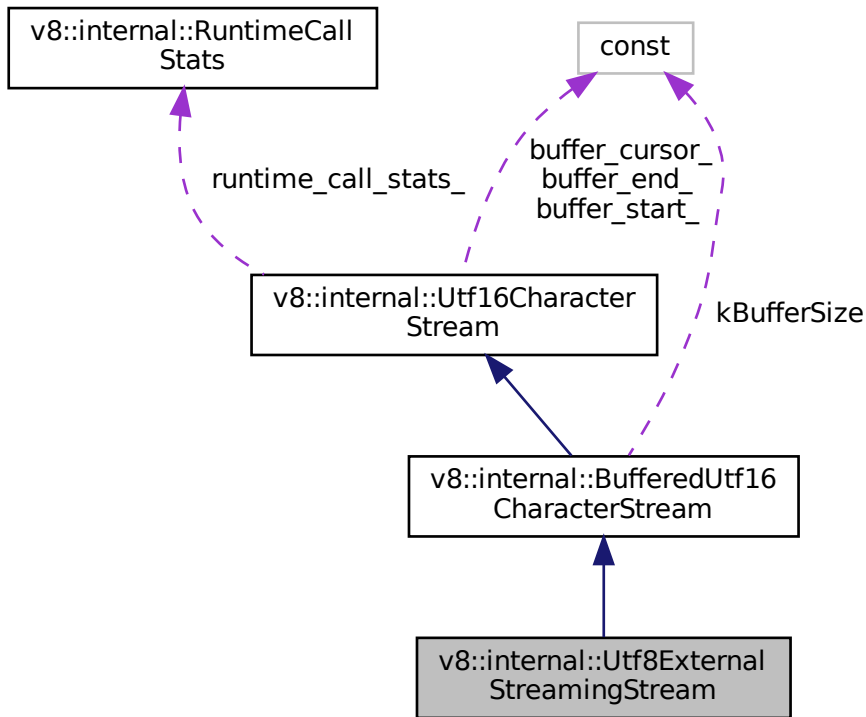 v8::internal::RuntimeCall
Stats
const
runtime_call_stats_
buffer_cursor_
buffer_end_
buffer_start_
v8::internal::Utf16Character
Stream
kBufferSize
v8::internal::BufferedUtf16
CharacterStream
v8::internal::Utf8External
StreamingStream